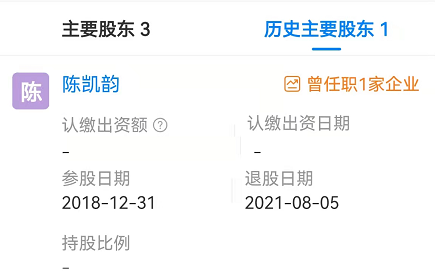 主要股东 3 历史主要股东 1
陈 陈凯韵 曾任职1家企业
认缴出资额 ? 认缴出资日期
- -
参股日期 退股日期
2018-12-31 2021-08-05
持股比例
-